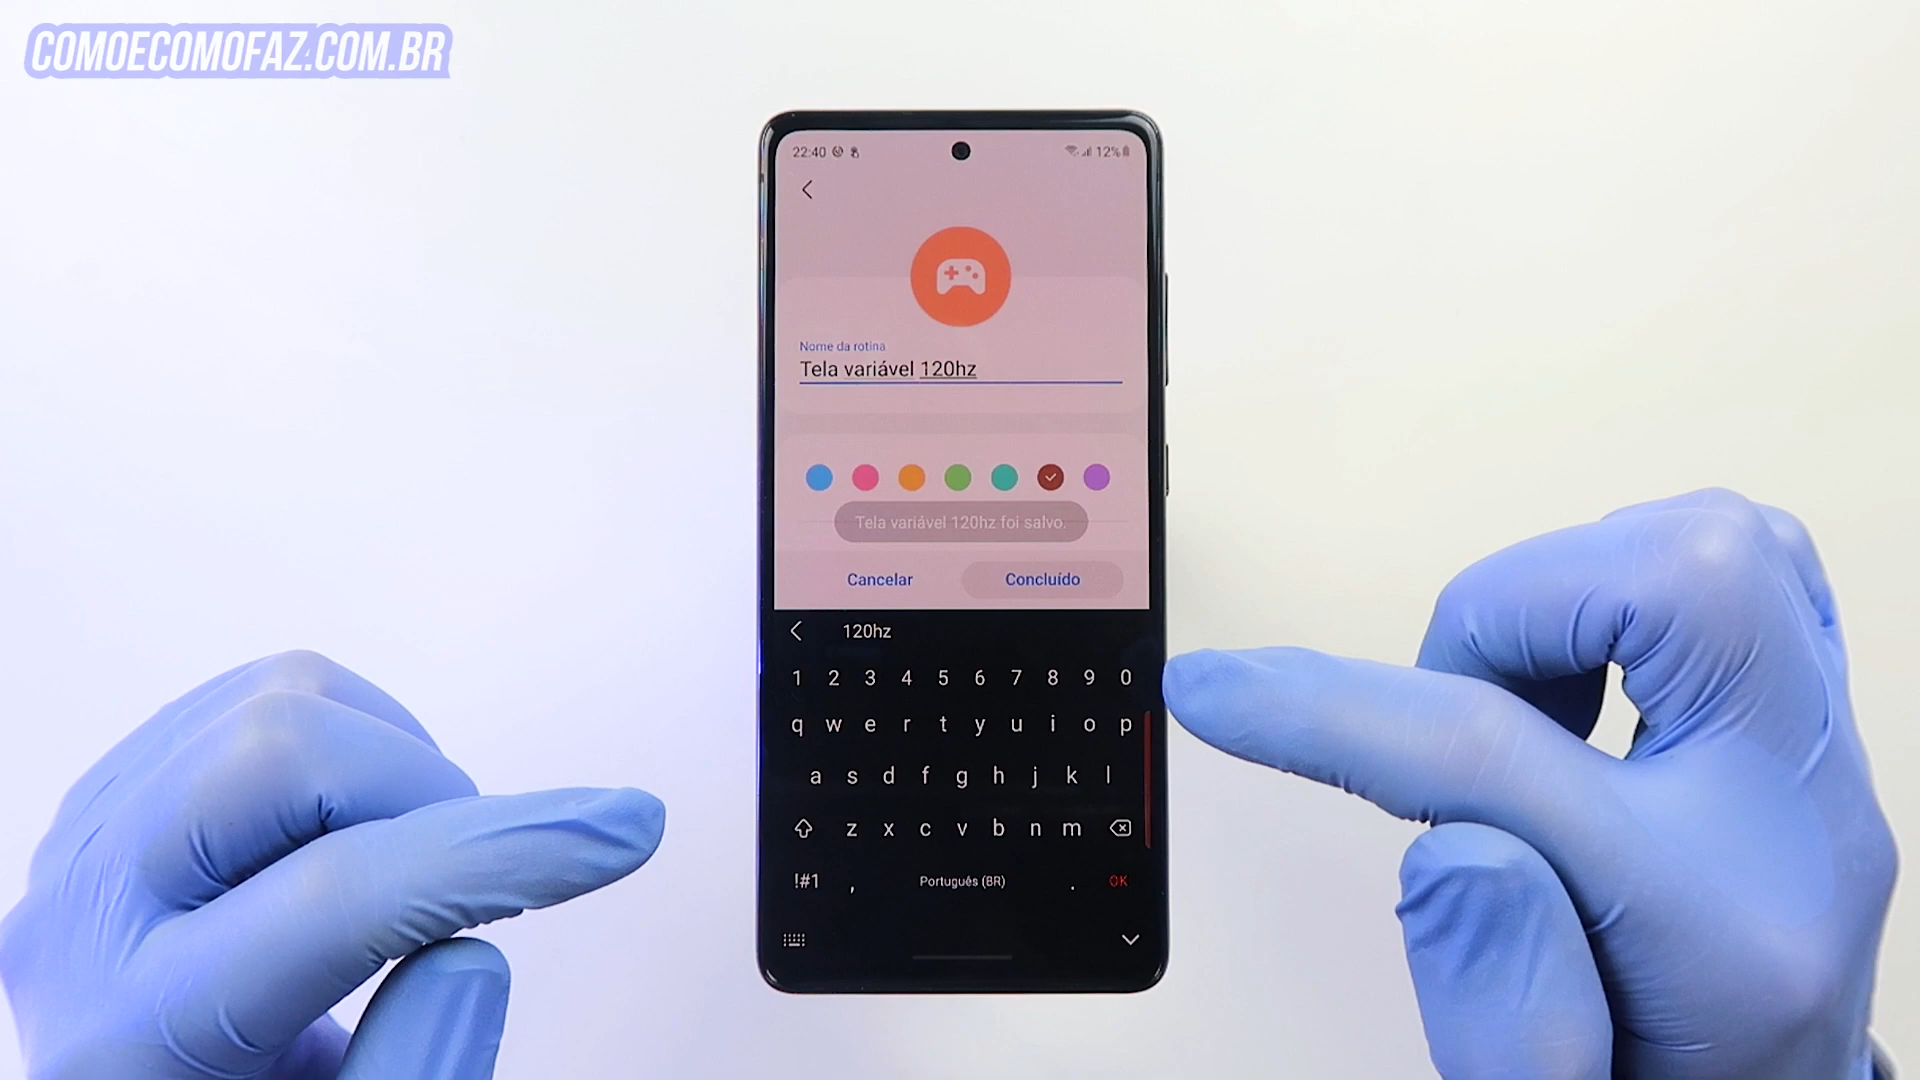 COMOECOMOFAZ.COM.BR
22:40 12%
Nome da rotina
Tela variável 120hz
Tela variável 120hz foi salvo.
Cancelar Concluído
120hz
1 2 3 4 5 6 7 8 9 0
q w e r t y u i o p
a s d f g h j k l
z x c v b n m
!#1 , Português (BR) . OK